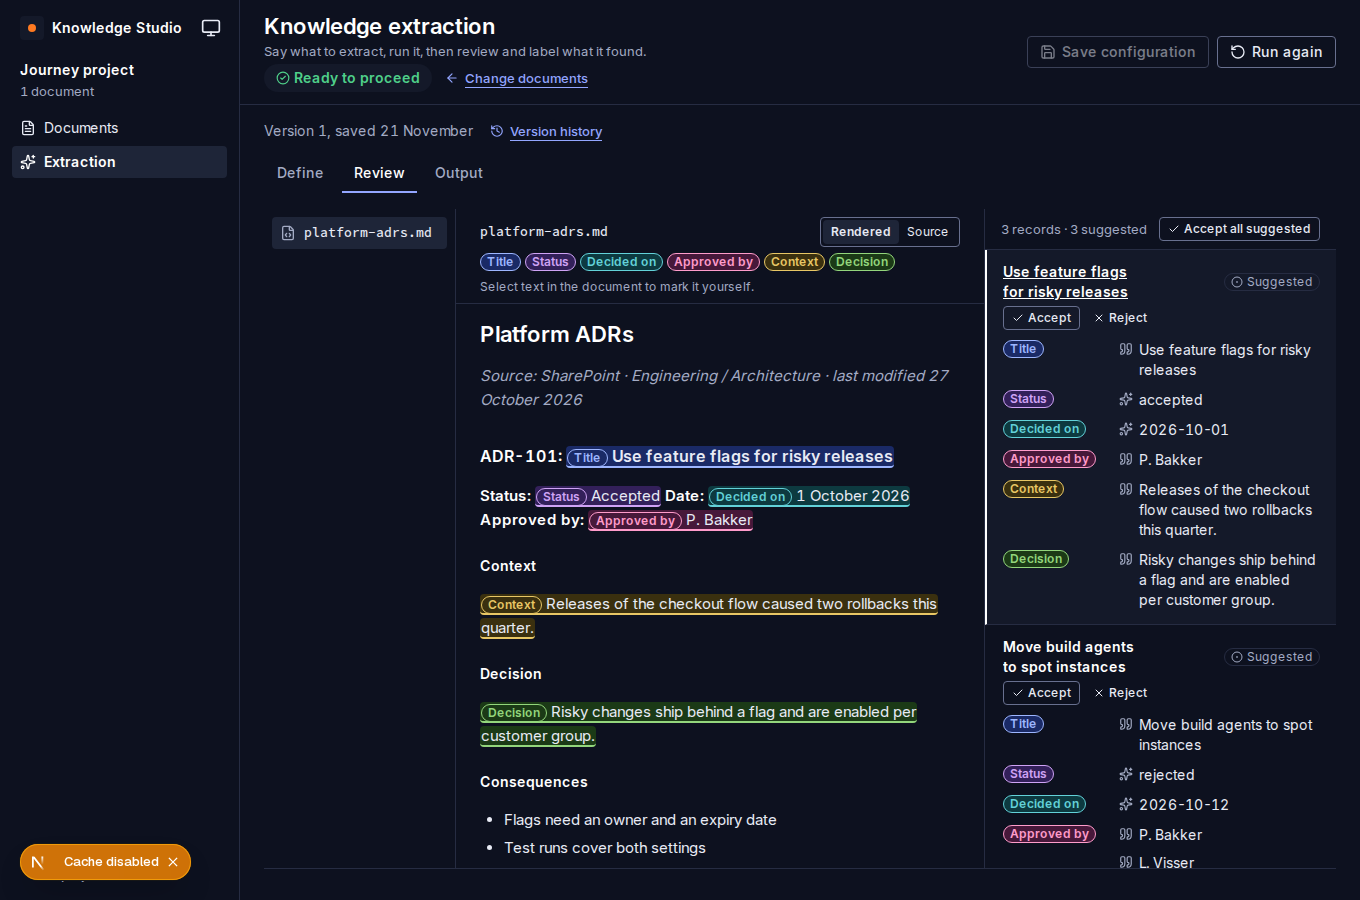 Knowledge Studio
Journey project
1 document
Documents
Extraction
Cache disabled
Knowledge extraction
Say what to extract, run it, then review and label what it found.
Ready to proceed
Change documents
Save configuration
Run again
Version 1, saved 21 November
Version history
Define
Review
Output
platform-adrs.md
platform-adrs.md
Rendered
Source
Title
Status
Decided on
Approved by
Context
Decision
Select text in the document to mark it yourself.
Platform ADRs
Source: SharePoint · Engineering / Architecture · last modified 27
October 2026
ADR-101: Title Use feature flags for risky releases
Status: Status Accepted Date: Decided on 1 October 2026
Approved by: Approved by P. Bakker
Context
Context Releases of the checkout flow caused two rollbacks this
quarter.
Decision
Decision Risky changes ship behind a flag and are enabled per
customer group.
Consequences
• Flags need an owner and an expiry date
• Test runs cover both settings
3 records · 3 suggested
Accept all suggested
Use feature flags
for risky releases
Suggested
Accept
Reject
Title
Use feature flags for risky
releases
Status
accepted
Decided on
2026-10-01
Approved by
P. Bakker
Context
Releases of the checkout
flow caused two rollbacks
this quarter.
Decision
Risky changes ship behind
a flag and are enabled
per customer group.
Move build agents
to spot instances
Suggested
Accept
Reject
Title
Move build agents to spot
instances
Status
rejected
Decided on
2026-10-12
Approved by
P. Bakker
L. Visser